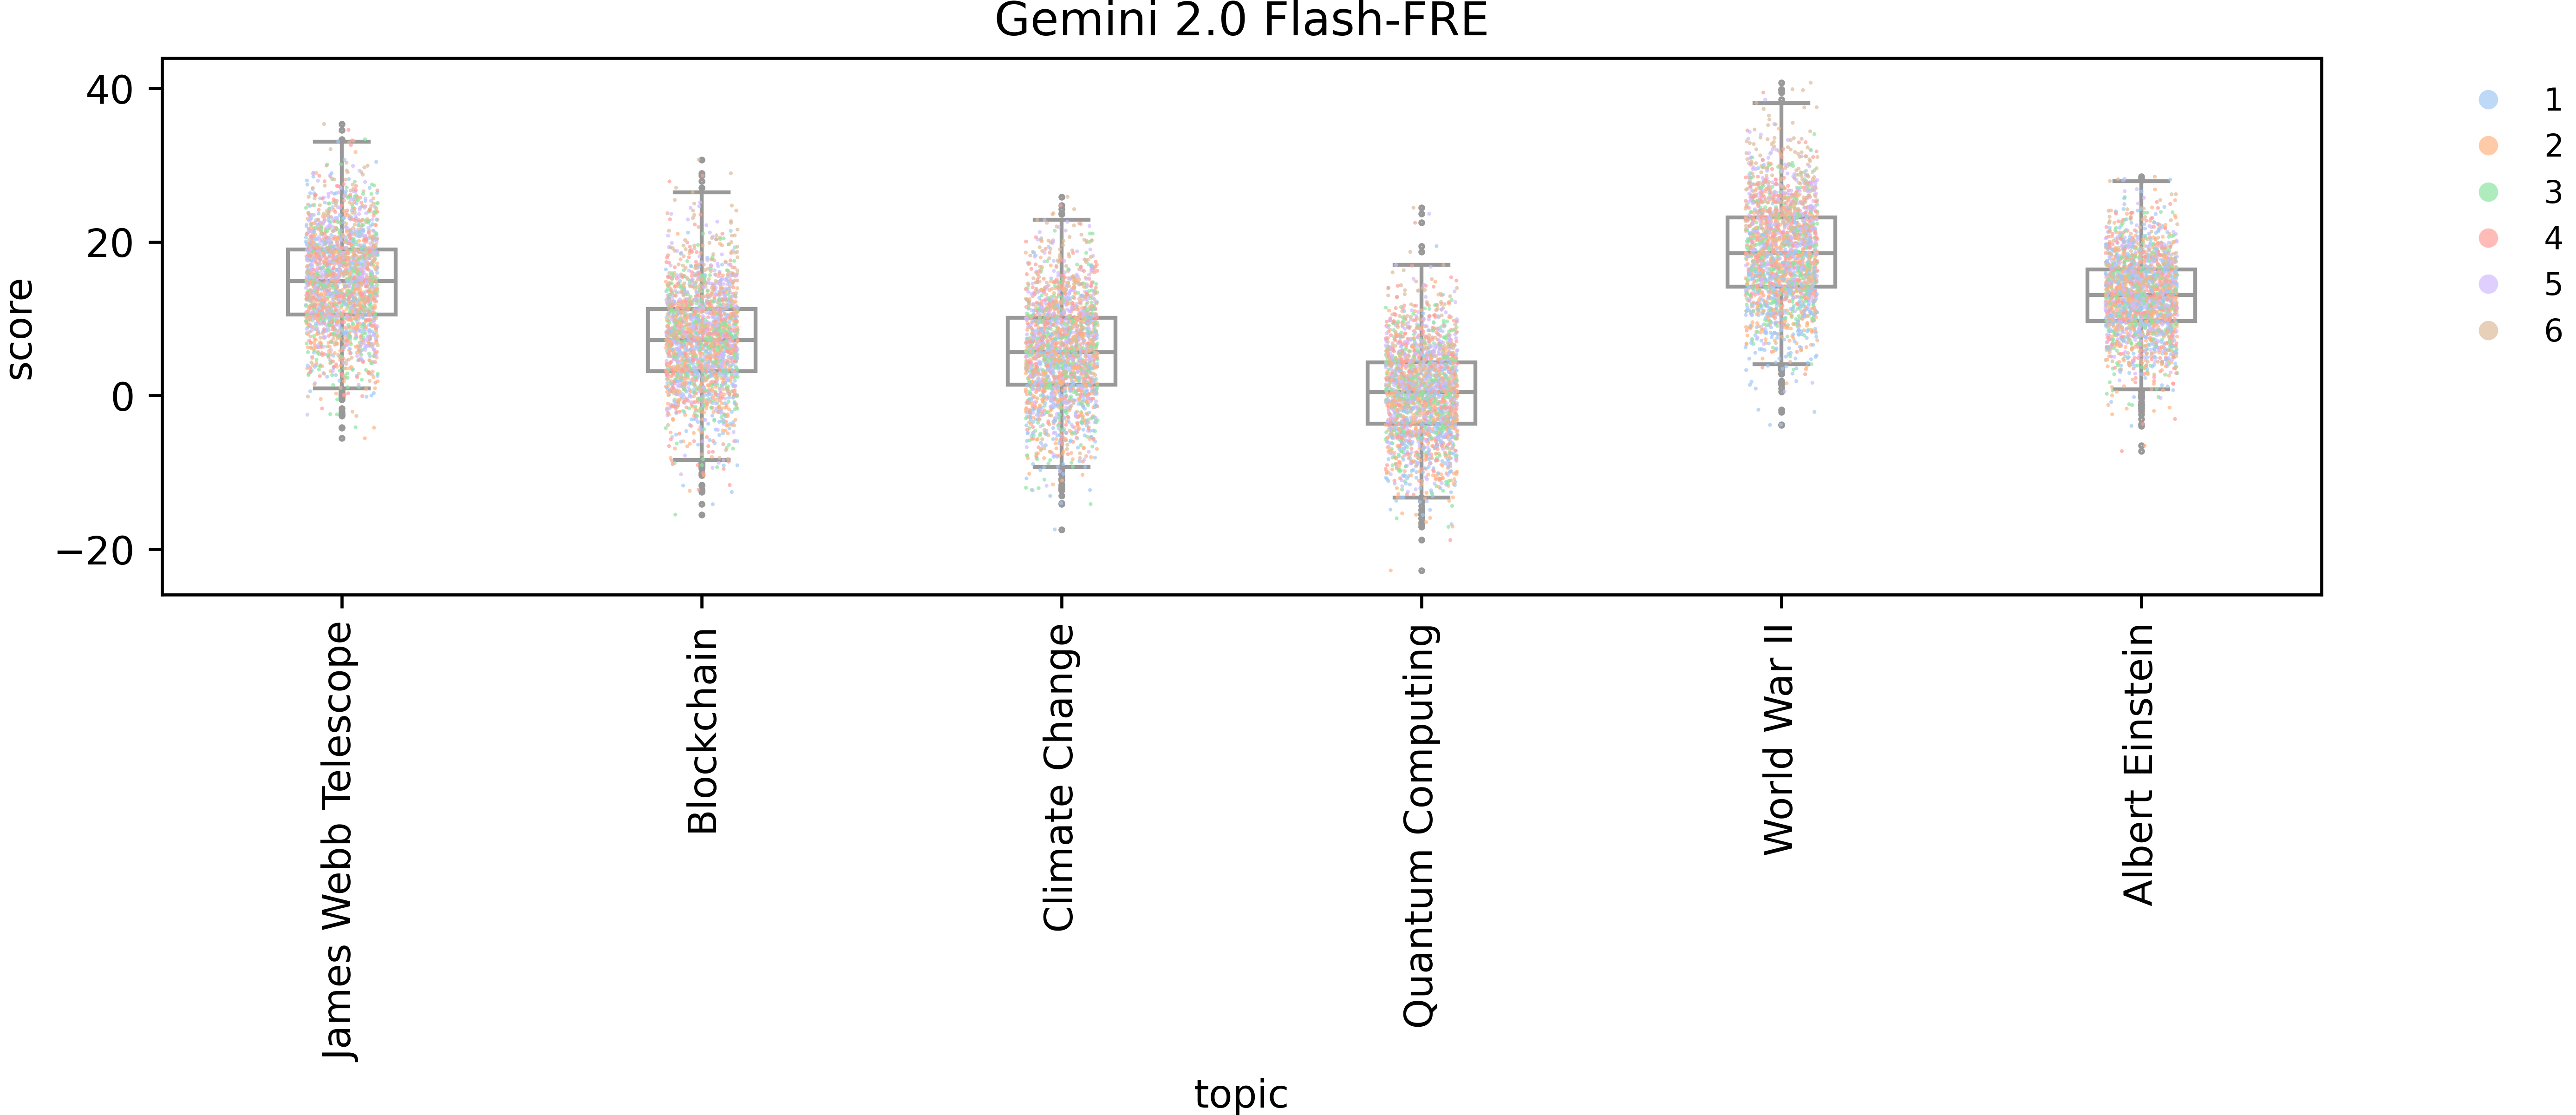 Gemini 2.0 Flash-FRE
score
40
20
0
−20
1
2
3
4
5
6
James Webb Telescope
Blockchain
Climate Change
Quantum Computing
World War II
Albert Einstein
topic